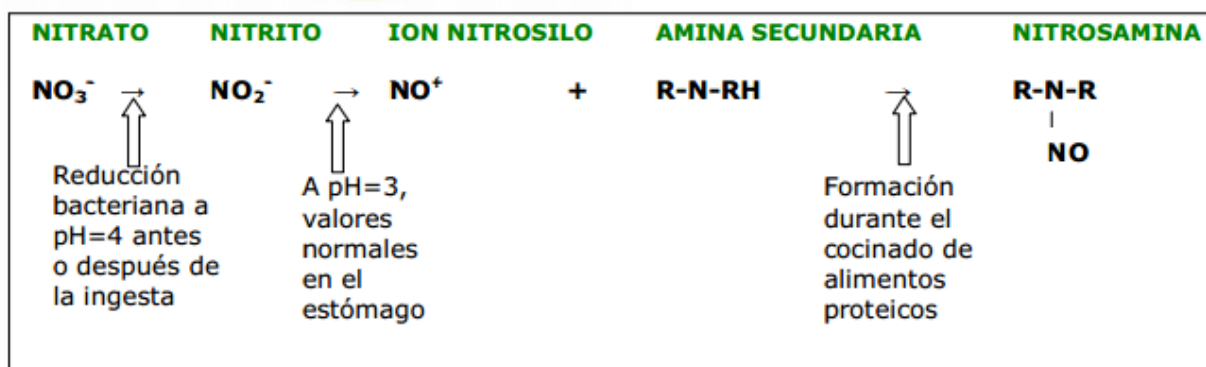 NITRATO NITRITO ION NITROSILO AMINA SECUNDARIA NITROSAMINA
NO₃⁻ → NO₂⁻ → NO⁺ + R-N-RH → R-N-R
|
NO
Reducción
bacteriana a
pH=4 antes
o después de
la ingesta
A pH=3,
valores
normales
en el
estómago
Formación
durante el
cocinado de
alimentos
proteicos